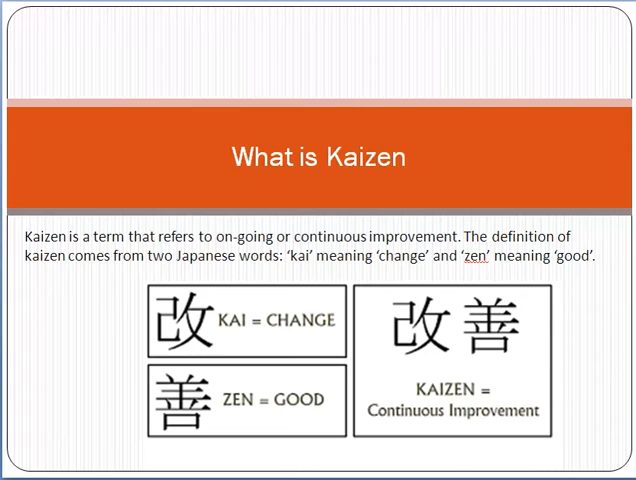 What is Kaizen
Kaizen is a term that refers to on-going or continuous improvement. The definition of
kaizen comes from two Japanese words: ‘kai’ meaning ‘change’ and ‘zen’ meaning ‘good’.
改 KAI = CHANGE
善 ZEN = GOOD
改善
KAIZEN =
Continuous Improvement